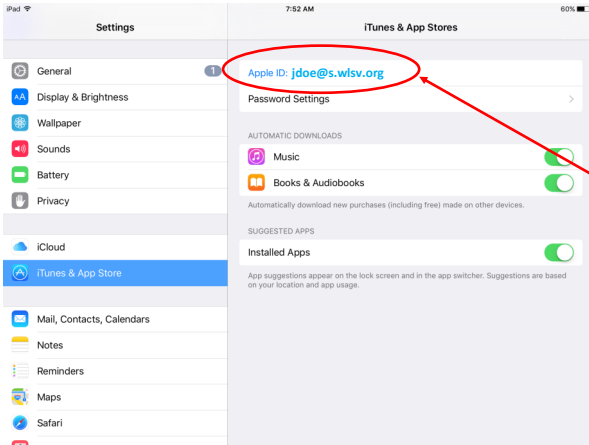 iPad 7:52 AM 60%
Settings
iTunes & App Stores
General 1
Display & Brightness
Wallpaper
Sounds
Battery
Privacy
iCloud
iTunes & App Store
Mail, Contacts, Calendars
Notes
Reminders
Maps
Safari
Apple ID: jdoe@s.wlsv.org
Password Settings
AUTOMATIC DOWNLOADS
Music
Books & Audiobooks
Automatically download new purchases (including free) made on other devices.
SUGGESTED APPS
Installed Apps
App suggestions appear on the lock screen and in the app switcher. Suggestions are based
on your location and app usage.